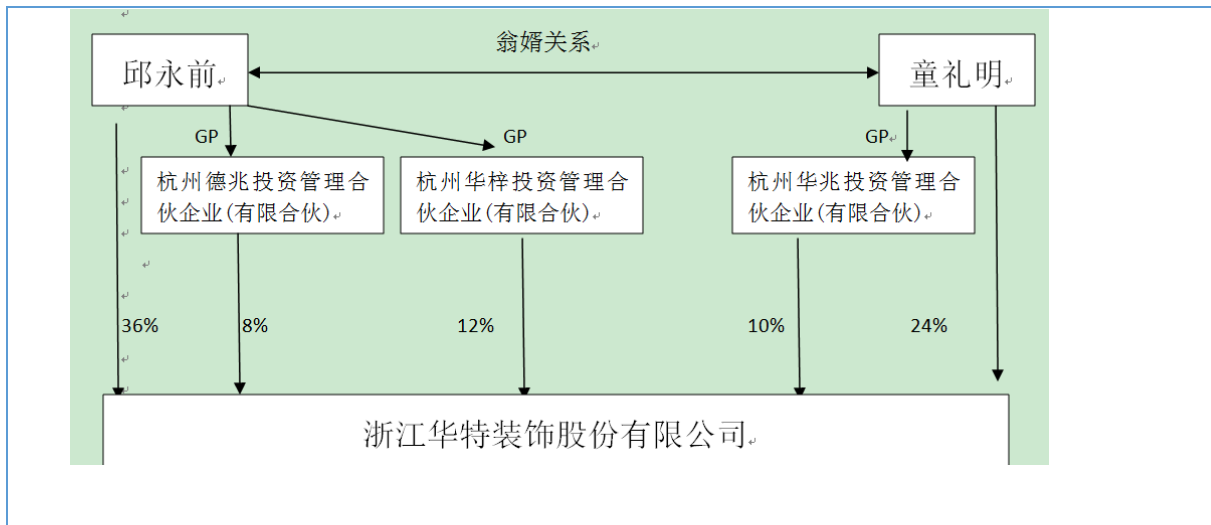 翁婿关系
邱永前
童礼明
GP
GP
GP
杭州德兆投资管理合
伙企业(有限合伙)
杭州华梓投资管理合
伙企业(有限合伙)
杭州华兆投资管理合
伙企业(有限合伙)
36%
8%
12%
10%
24%
浙江华特装饰股份有限公司